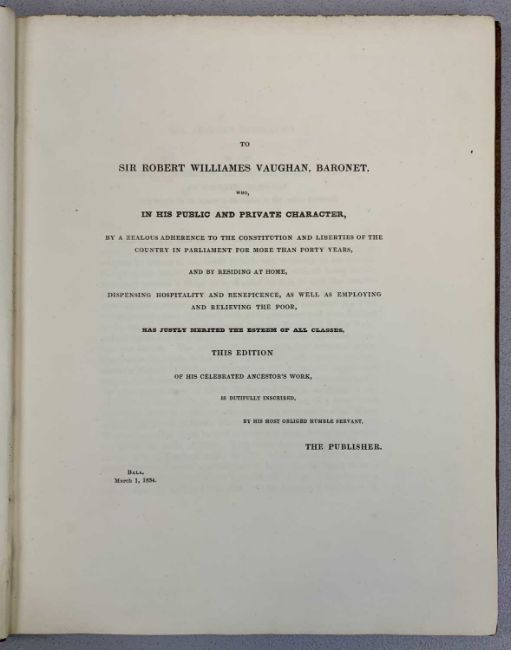 TO
SIR ROBERT WILLIAMES VAUGHAN, BARONET,
WHO,
IN HIS PUBLIC AND PRIVATE CHARACTER,
BY A ZEALOUS ADHERENCE TO THE CONSTITUTION AND LIBERTIES OF THE
COUNTRY IN PARLIAMENT FOR MORE THAN FORTY YEARS,
AND BY RESIDING AT HOME,
DISPENSING HOSPITALITY AND BENEFICENCE, AS WELL AS EMPLOYING
AND RELIEVING THE POOR,
HAS JUSTLY MERITED THE ESTEEM OF ALL CLASSES,
THIS EDITION
OF HIS CELEBRATED ANCESTOR'S WORK,
IS DUTIFULLY INSCRIBED,
BY HIS MOST OBLIGED HUMBLE SERVANT,
THE PUBLISHER.
BALA,
March 1, 1834.